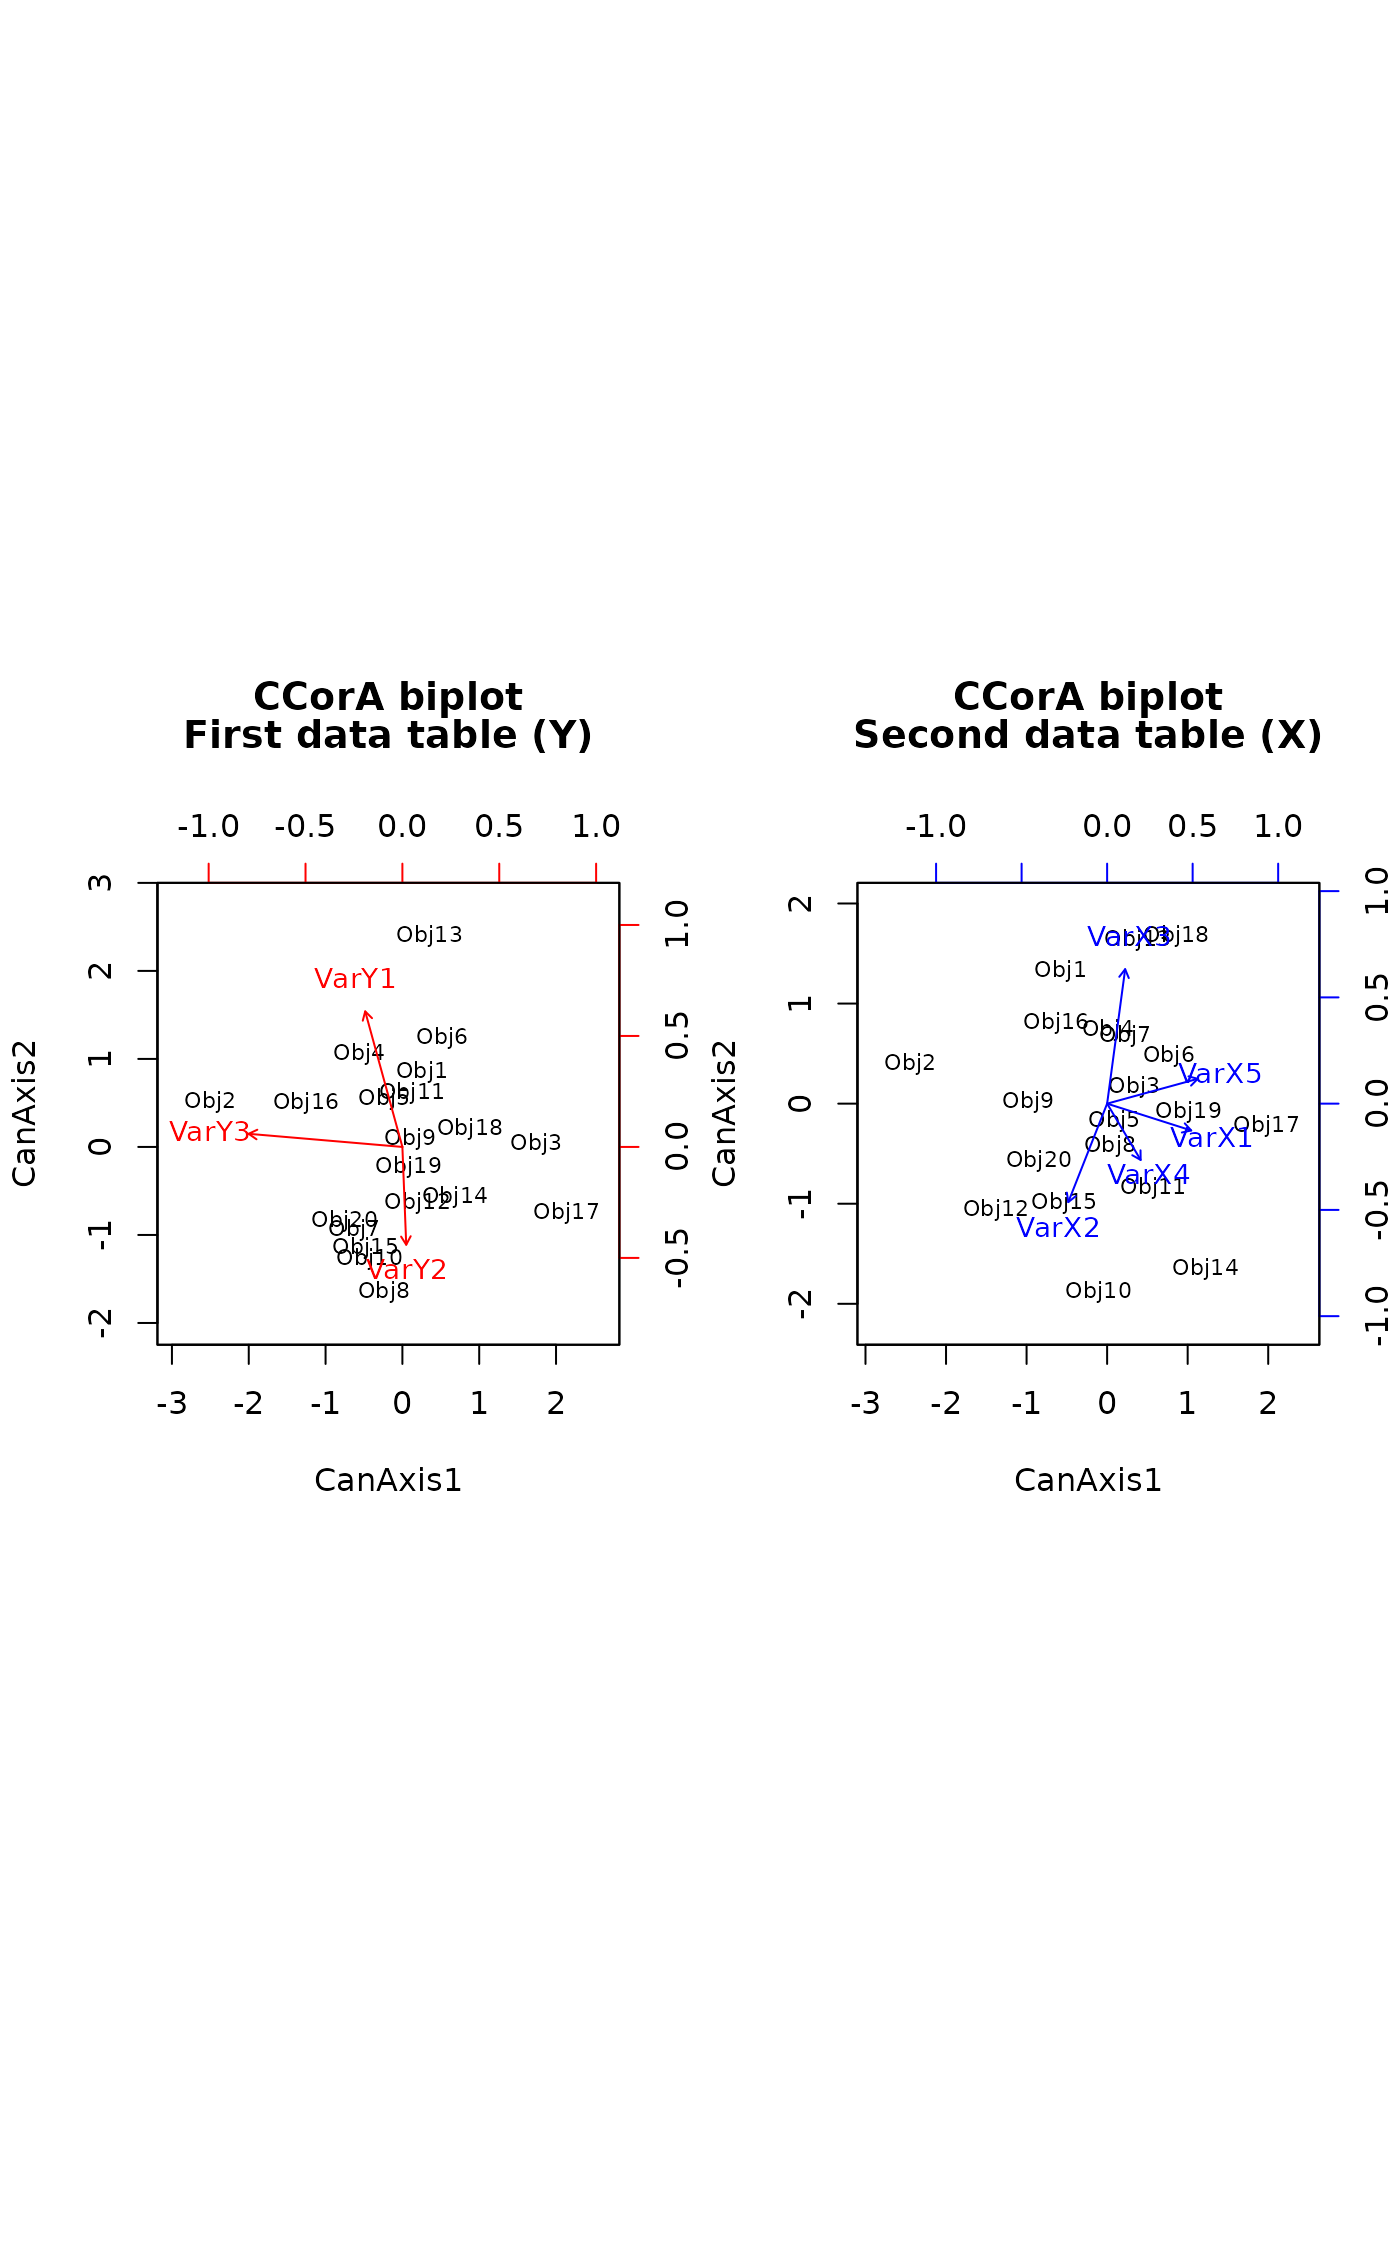 CCorA biplot
First data table (Y)
-1.0 -0.5 0.0 0.5 1.0
3
2
1
0
-1
-2
CanAxis2
1.0
0.5
0.0
-0.5
Obj13
VarY1
Obj6
Obj4
Obj1
Obj11
Obj5
Obj2
Obj16
VarY3
Obj18
Obj9
Obj3
Obj19
Obj14
Obj12
Obj17
Obj20
Obj7
Obj15
Obj10
VarY2
Obj8
-3 -2 -1 0 1 2
CanAxis1
CCorA biplot
Second data table (X)
-1.0 0.0 0.5 1.0
2
1
0
-1
-2
CanAxis2
1.0
0.5
0.0
-0.5
-1.0
VarX3
Obj13
Obj18
Obj1
Obj16
Obj4
Obj7
Obj6
Obj2
VarX5
Obj3
Obj9
Obj19
Obj5
Obj17
VarX1
Obj8
Obj20
VarX4
Obj11
Obj15
Obj12
VarX2
Obj14
Obj10
-3 -2 -1 0 1 2
CanAxis1